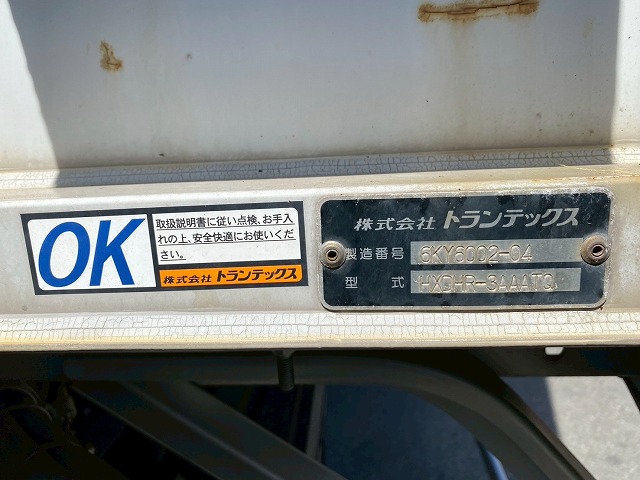 OK
取扱説明書に従い点検、お手入
れの上、安全快適にお使いくだ
さい。
株式会社 トランテックス
株式会社 トランテックス
製造番号 6KY6002-04
型式 HXDHR-3AAATQ